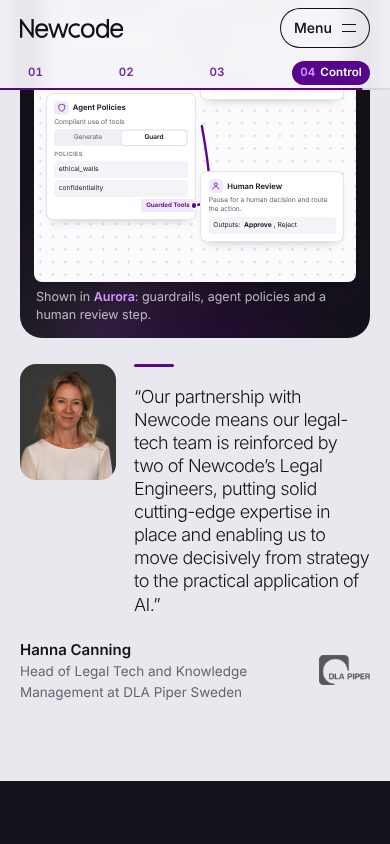 Newcode
Menu
01
02
03
04 Control
Agent Policies
Compliant use of tools
Generate
Guard
POLICIES
ethical_walls
confidentiality
Guarded Tools
Human Review
Pause for a human decision and route
the action.
Outputs: Approve , Reject
Shown in Aurora: guardrails, agent policies and a
human review step.
“Our partnership with
Newcode means our legal-
tech team is reinforced by
two of Newcode’s Legal
Engineers, putting solid
cutting-edge expertise in
place and enabling us to
move decisively from strategy
to the practical application of
AI.”
Hanna Canning
Head of Legal Tech and Knowledge
Management at DLA Piper Sweden
DLA PIPER